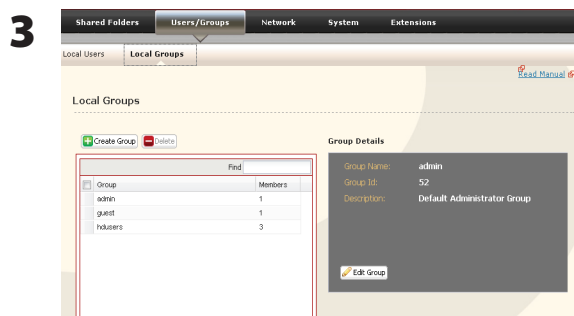 3
Shared Folders Users/Groups Network System Extensions
Local Users Local Groups
Read Manual
Local Groups
Create Group Delete
Group Details
Find
Group Members
admin 1
guest 1
hdusers 3
Group Name: admin
Group Id: 52
Description: Default Administrator Group
Edit Group